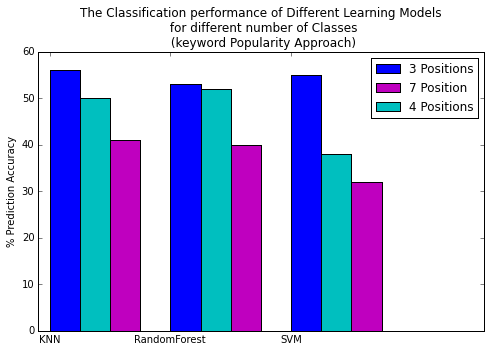 The Classification performance of Different Learning Models
for different number of Classes
(keyword Popularity Approach)
60
50
40
30
20
10
0
% Prediction Accuracy
3 Positions
7 Position
4 Positions
KNN
RandomForest
SVM